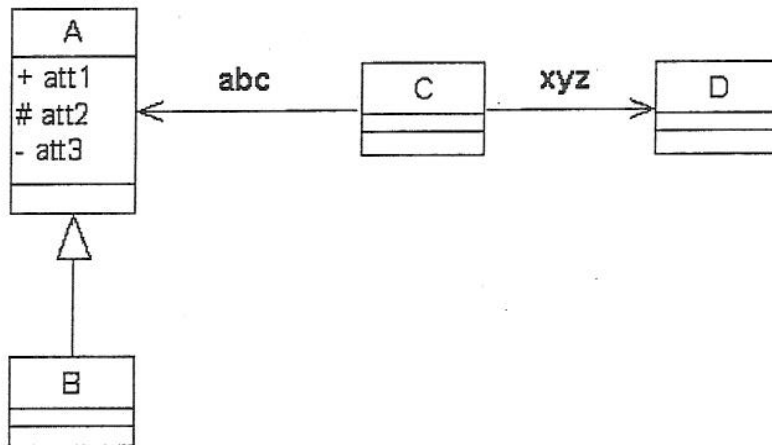 A
+ att1
# att2
- att3
abc
C
xyz
D
B